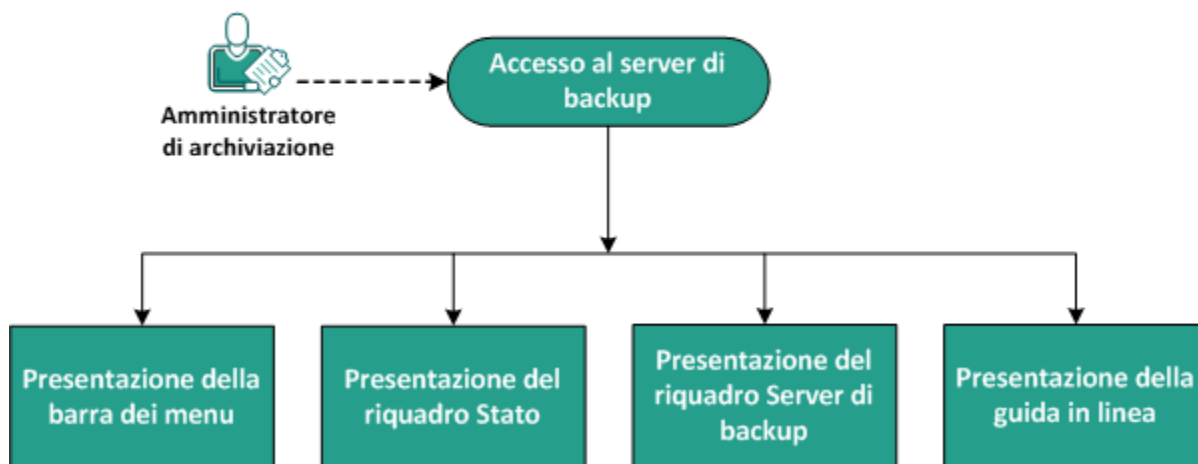 Accesso al server di
backup
Amministratore
di archiviazione
Presentazione della
barra dei menu
Presentazione del
riquadro Stato
Presentazione del
riquadro Server di
backup
Presentazione della
guida in linea